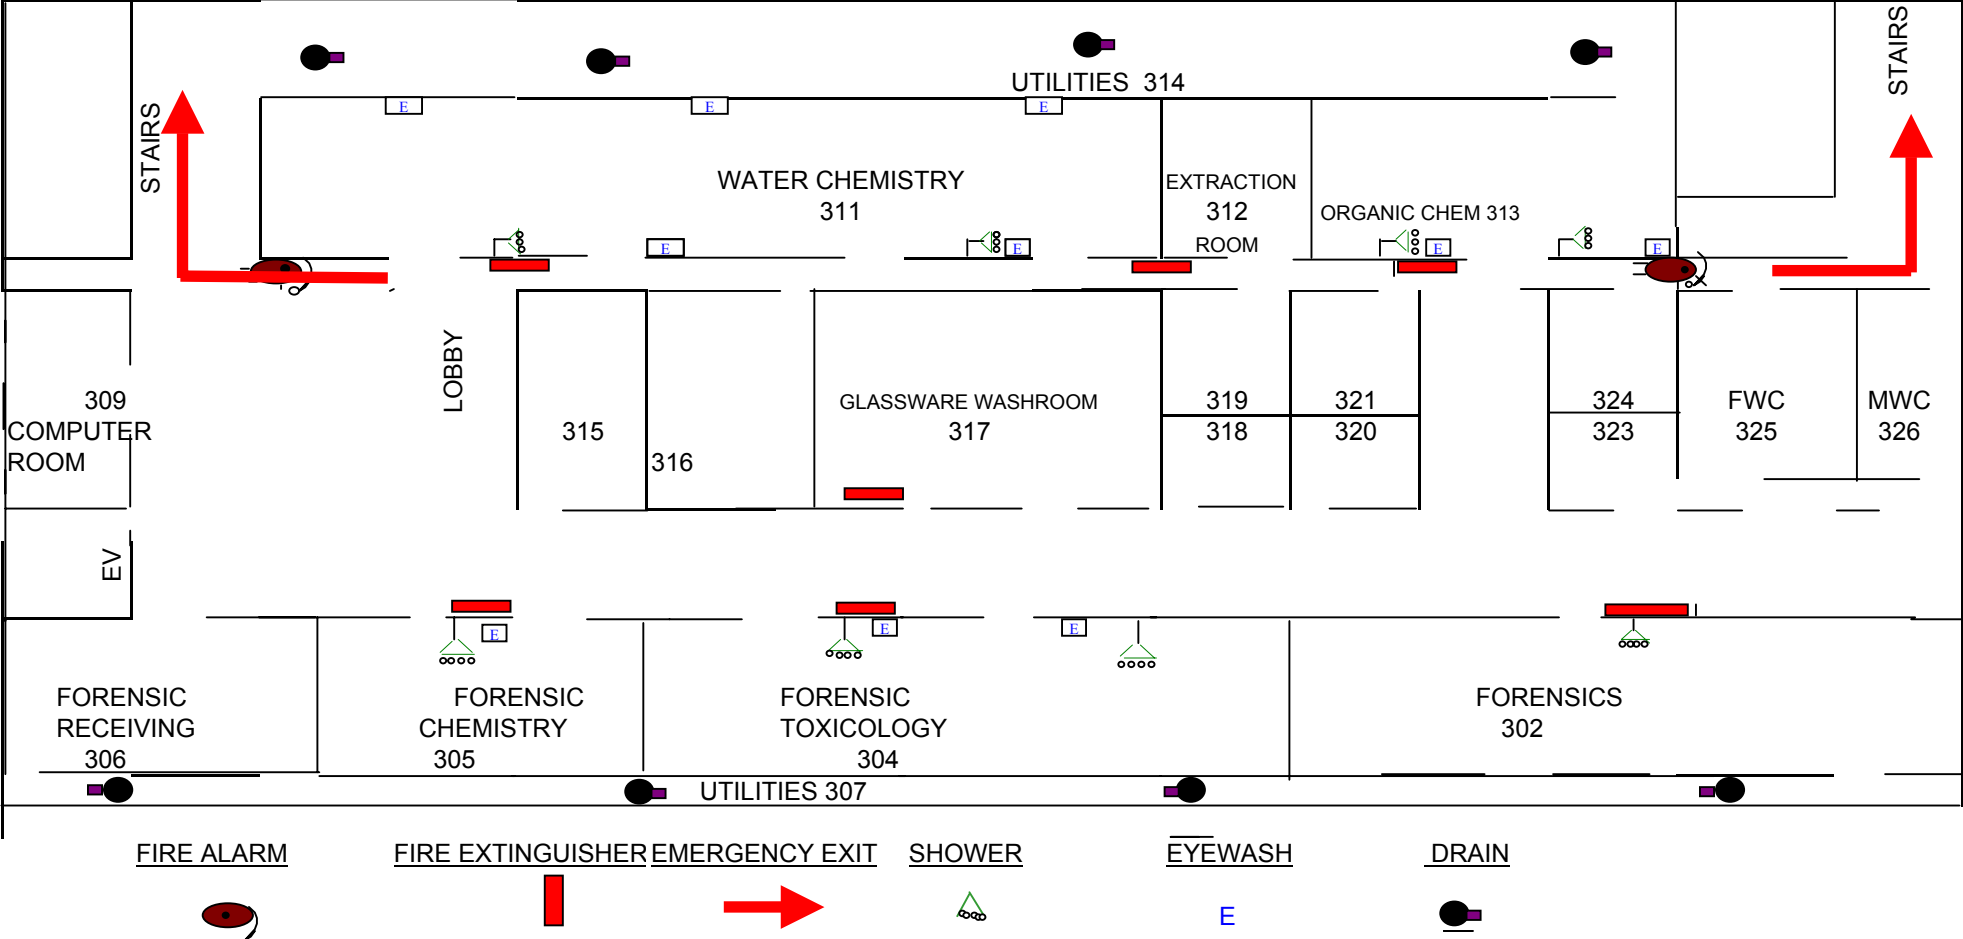 STAIRS
STAIRS
UTILITIES 314
E
E
E
WATER CHEMISTRY
311
EXTRACTION
312
ROOM
ORGANIC CHEM 313
E
E
E
E
LOBBY
309
COMPUTER
ROOM
315
316
GLASSWARE WASHROOM
317
319
318
321
320
324
323
FWC
325
MWC
326
EV
E
E
E
FORENSIC
RECEIVING
306
FORENSIC
CHEMISTRY
305
FORENSIC
TOXICOLOGY
304
FORENSICS
302
UTILITIES 307
FIRE ALARM
FIRE EXTINGUISHER
EMERGENCY EXIT
SHOWER
EYEWASH
DRAIN
E